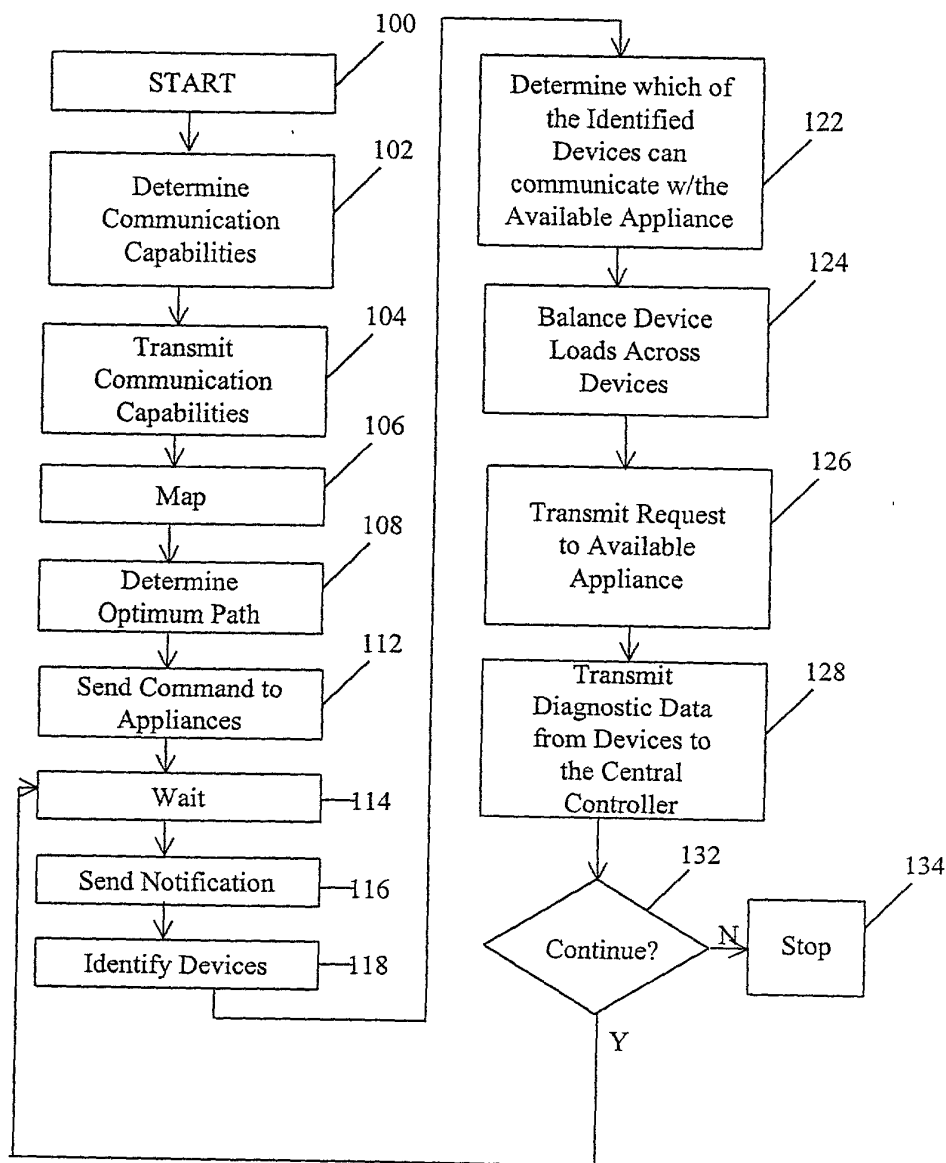 100
START
102
Determine
Communication
Capabilities
104
Transmit
Communication
Capabilities
106
Map
108
Determine
Optimum Path
112
Send Command to
Appliances
Wait
114
Send Notification
116
Identify Devices
118
Determine which of
the Identified
Devices can
communicate w/the
Available Appliance
122
124
Balance Device
Loads Across
Devices
126
Transmit Request
to Available
Appliance
128
Transmit
Diagnostic Data
from Devices to
the Central
Controller
132
Continue?
N
134
Stop
Y